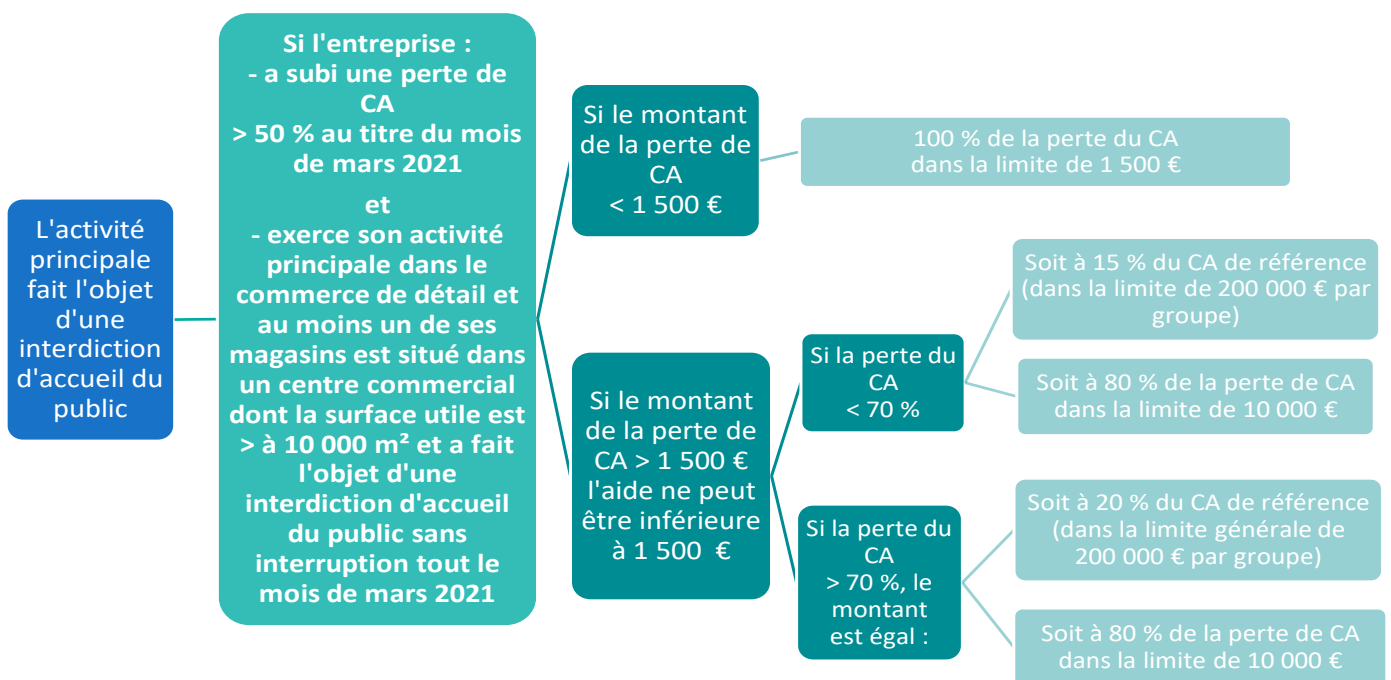 L'activité
principale
fait l'objet
d'une
interdiction
d'accueil du
public
Si l'entreprise :
- a subi une perte de
CA
> 50 % au titre du mois
de mars 2021
et
- exerce son activité
principale dans le
commerce de détail et
au moins un de ses
magasins est situé dans
un centre commercial
dont la surface utile est
> à 10 000 m² et a fait
l'objet d'une
interdiction d'accueil
du public sans
interruption tout le
mois de mars 2021
Si le montant
de la perte de
CA
< 1 500 €
100 % de la perte du CA
dans la limite de 1 500 €
Si le montant
de la perte de
CA > 1 500 €
l'aide ne peut
être inférieure
à 1 500 €
Si la perte du
CA
< 70 %
Soit à 15 % du CA de référence
(dans la limite de 200 000 € par
groupe)
Soit à 80 % de la perte de CA
dans la limite de 10 000 €
Si la perte du
CA
> 70 %, le
montant
est égal :
Soit à 20 % du CA de référence
(dans la limite générale de
200 000 € par groupe)
Soit à 80 % de la perte de CA
dans la limite de 10 000 €